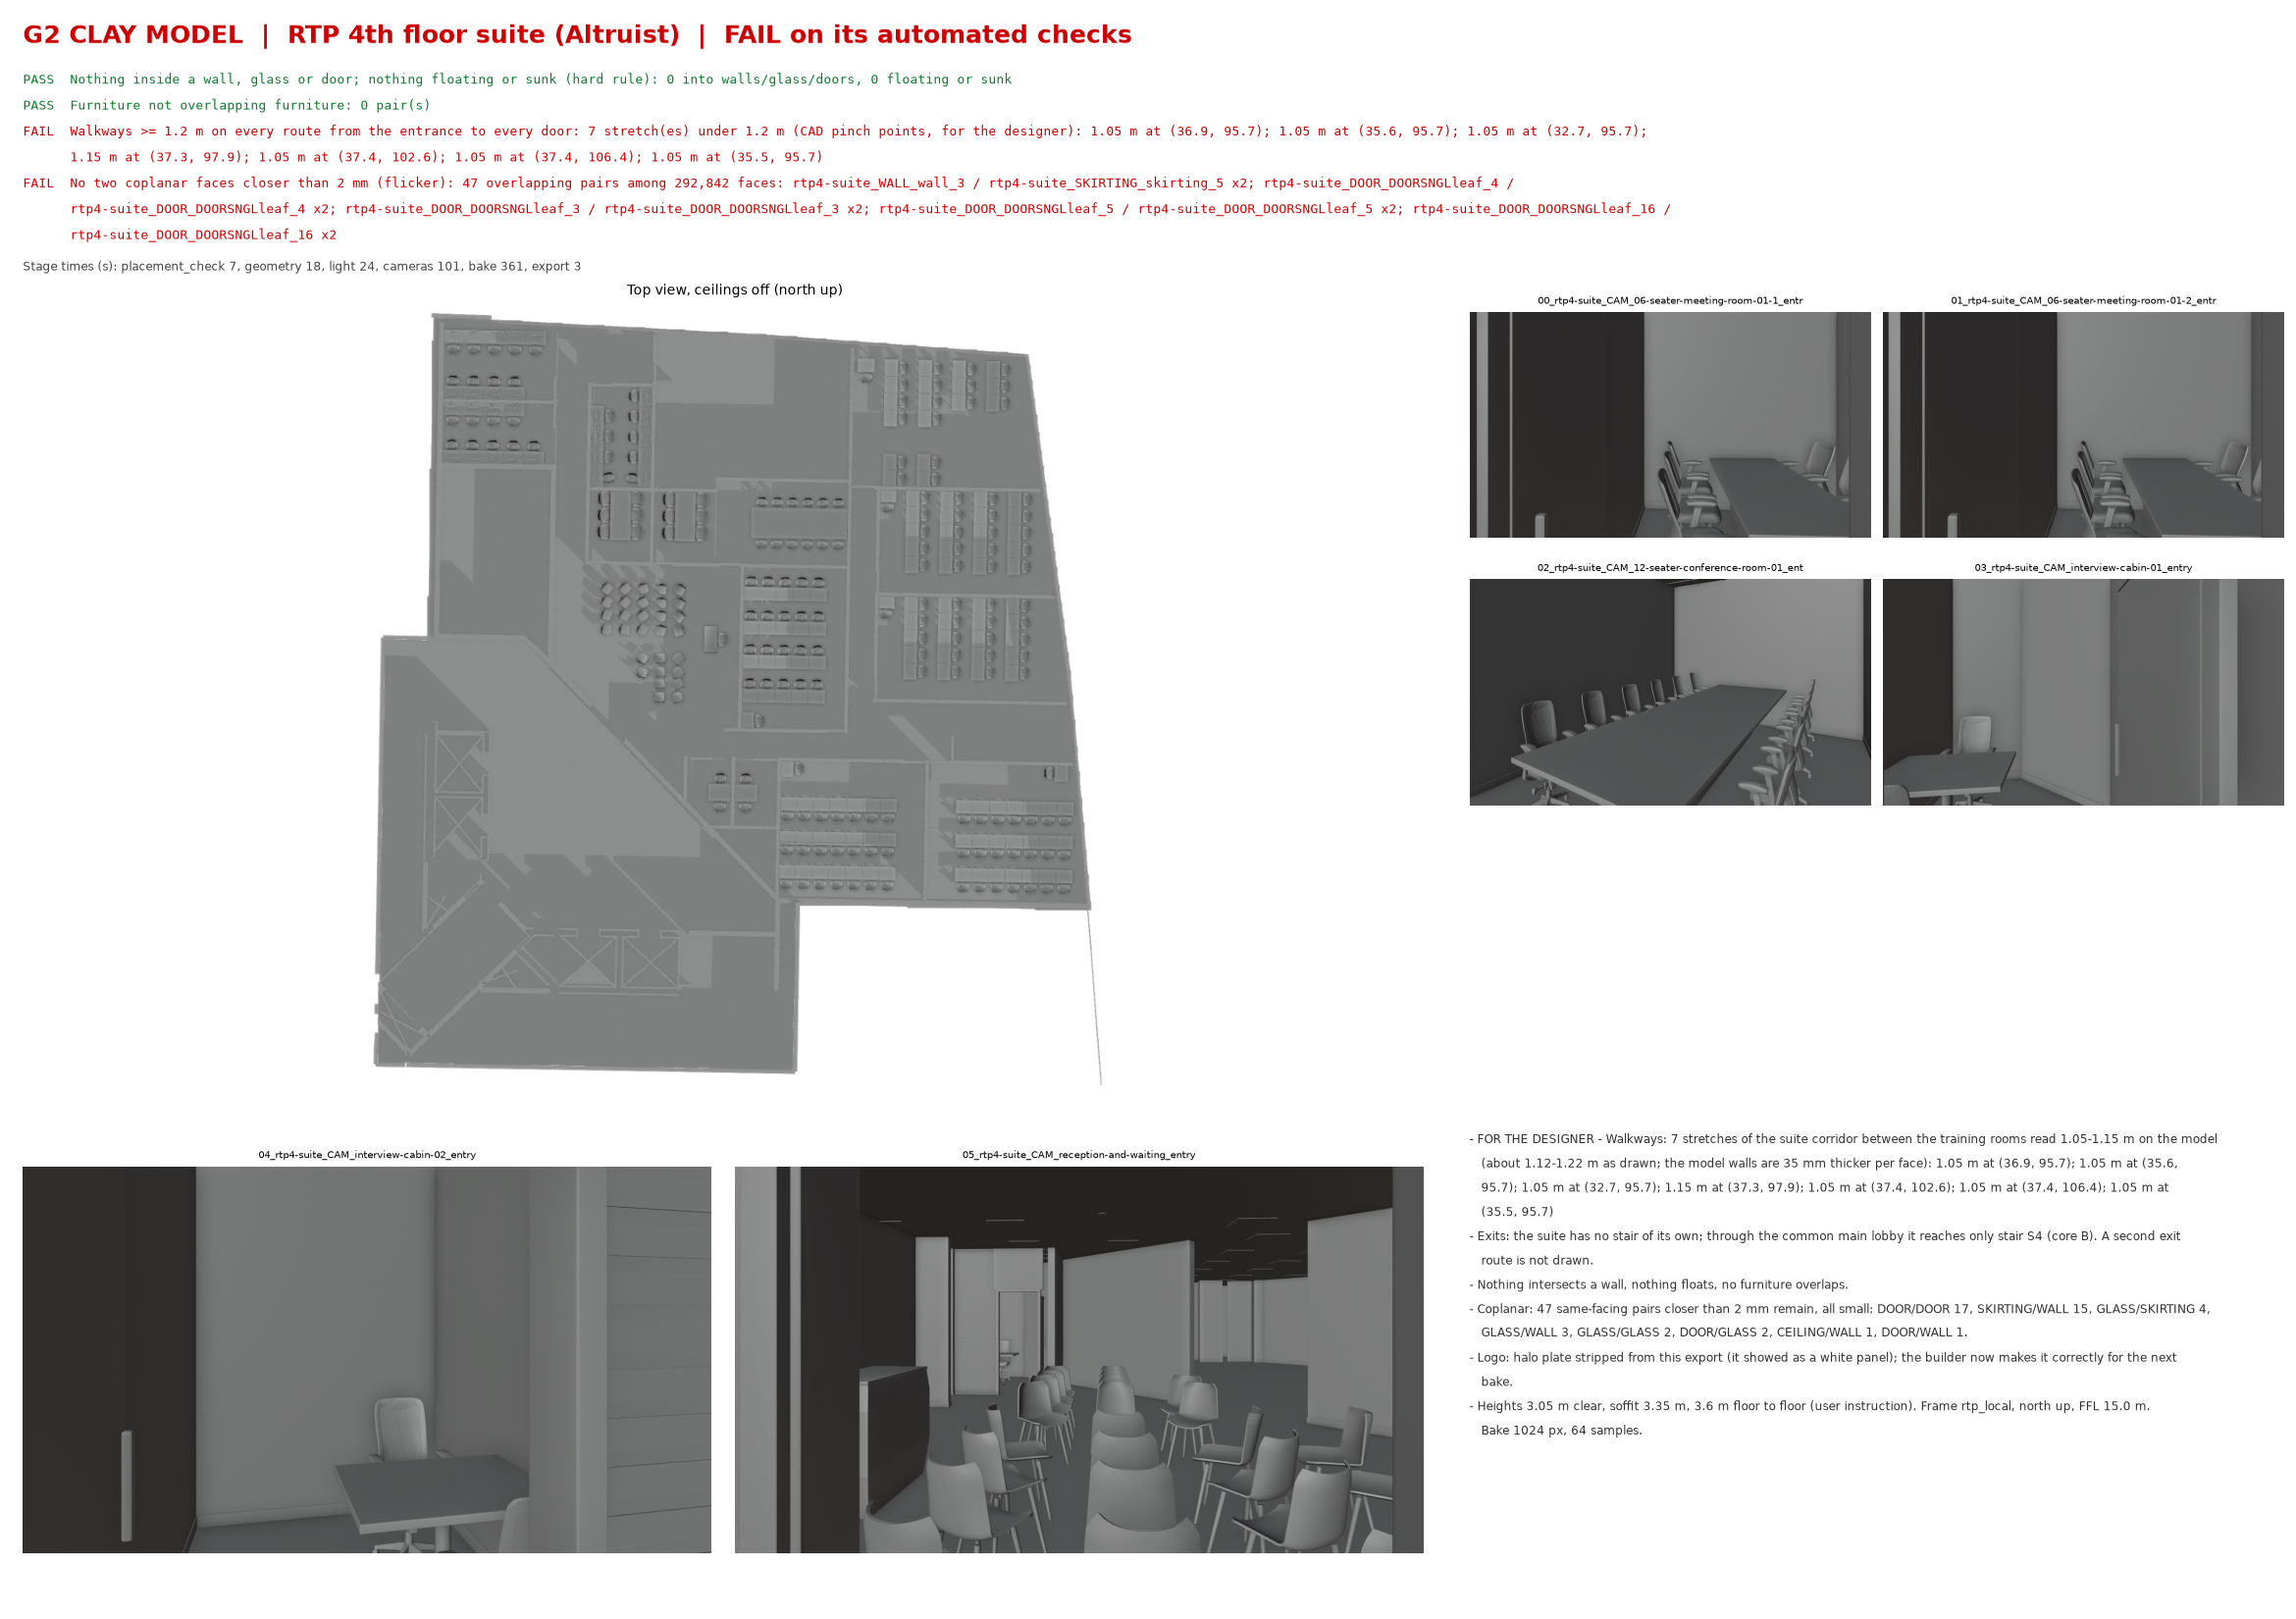 G2 CLAY MODEL | RTP 4th floor suite (Altruist) | FAIL on its automated checks
PASS Nothing inside a wall, glass or door; nothing floating or sunk (hard rule): 0 into walls/glass/doors, 0 floating or sunk
PASS Furniture not overlapping furniture: 0 pair(s)
FAIL Walkways >= 1.2 m on every route from the entrance to every door: 7 stretch(es) under 1.2 m (CAD pinch points, for the designer): 1.05 m at (36.9, 95.7); 1.05 m at (35.6, 95.7); 1.05 m at (32.7, 95.7);
1.15 m at (37.3, 97.9); 1.05 m at (37.4, 102.6); 1.05 m at (37.4, 106.4); 1.05 m at (35.5, 95.7)
FAIL No two coplanar faces closer than 2 mm (flicker): 47 overlapping pairs among 292,842 faces: rtp4-suite_WALL_wall_3 / rtp4-suite_SKIRTING_skirting_5 x2; rtp4-suite_DOOR_DOORSNGLleaf_4 /
rtp4-suite_DOOR_DOORSNGLleaf_4 x2; rtp4-suite_DOOR_DOORSNGLleaf_3 / rtp4-suite_DOOR_DOORSNGLleaf_3 x2; rtp4-suite_DOOR_DOORSNGLleaf_5 / rtp4-suite_DOOR_DOORSNGLleaf_5 x2; rtp4-suite_DOOR_DOORSNGLleaf_16 /
rtp4-suite_DOOR_DOORSNGLleaf_16 x2
Stage times (s): placement_check 7, geometry 18, light 24, cameras 101, bake 361, export 3
Top view, ceilings off (north up)
00_rtp4-suite_CAM_06-seater-meeting-room-01-1_entr
01_rtp4-suite_CAM_06-seater-meeting-room-01-2_entr
02_rtp4-suite_CAM_12-seater-conference-room-01_ent
03_rtp4-suite_CAM_interview-cabin-01_entry
04_rtp4-suite_CAM_interview-cabin-02_entry
05_rtp4-suite_CAM_reception-and-waiting_entry
- FOR THE DESIGNER - Walkways: 7 stretches of the suite corridor between the training rooms read 1.05-1.15 m on the model
(about 1.12-1.22 m as drawn; the model walls are 35 mm thicker per face): 1.05 m at (36.9, 95.7); 1.05 m at (35.6,
95.7); 1.05 m at (32.7, 95.7); 1.15 m at (37.3, 97.9); 1.05 m at (37.4, 102.6); 1.05 m at (37.4, 106.4); 1.05 m at
(35.5, 95.7)
- Exits: the suite has no stair of its own; through the common main lobby it reaches only stair S4 (core B). A second exit
route is not drawn.
- Nothing intersects a wall, nothing floats, no furniture overlaps.
- Coplanar: 47 same-facing pairs closer than 2 mm remain, all small: DOOR/DOOR 17, SKIRTING/WALL 15, GLASS/SKIRTING 4,
GLASS/WALL 3, GLASS/GLASS 2, DOOR/GLASS 2, CEILING/WALL 1, DOOR/WALL 1.
- Logo: halo plate stripped from this export (it showed as a white panel); the builder now makes it correctly for the next
bake.
- Heights 3.05 m clear, soffit 3.35 m, 3.6 m floor to floor (user instruction). Frame rtp_local, north up, FFL 15.0 m.
Bake 1024 px, 64 samples.